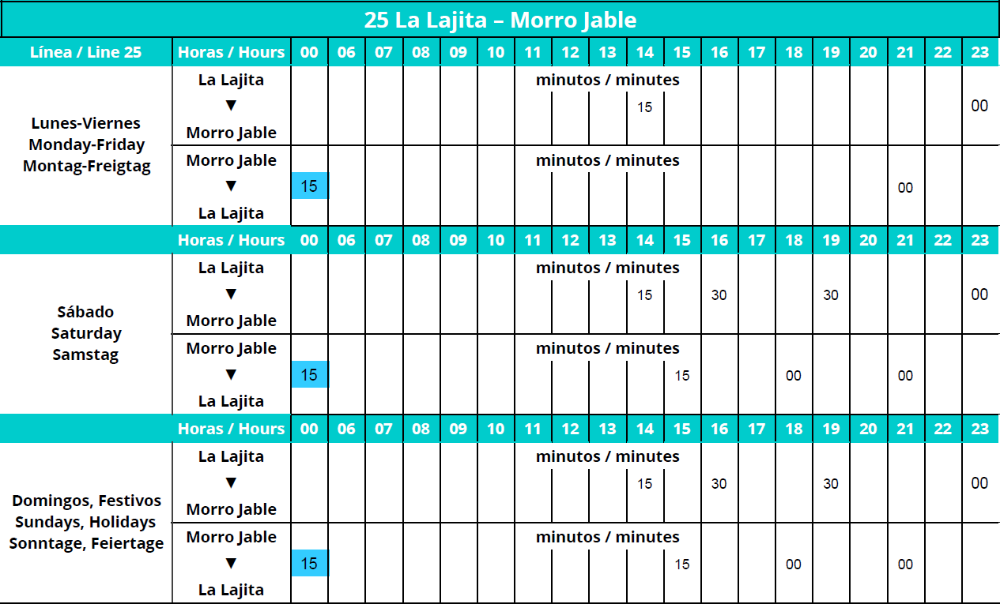 25 La Lajita – Morro Jable
Línea / Line 25 Horas / Hours 00 06 07 08 09 10 11 12 13 14 15 16 17 18 19 20 21 22 23
Lunes-Viernes
Monday-Friday
Montag-Freigtag
La Lajita minutos / minutes
▼ 15 00
Morro Jable
Morro Jable minutos / minutes
▼ 15 00
La Lajita
Horas / Hours 00 06 07 08 09 10 11 12 13 14 15 16 17 18 19 20 21 22 23
Sábado
Saturday
Samstag
La Lajita minutos / minutes
▼ 15 30 30 00
Morro Jable
Morro Jable minutos / minutes
▼ 15 15 00 00
La Lajita
Horas / Hours 00 06 07 08 09 10 11 12 13 14 15 16 17 18 19 20 21 22 23
Domingos, Festivos
Sundays, Holidays
Sonntage, Feiertage
La Lajita minutos / minutes
▼ 15 30 30 00
Morro Jable
Morro Jable minutos / minutes
▼ 15 15 00 00
La Lajita